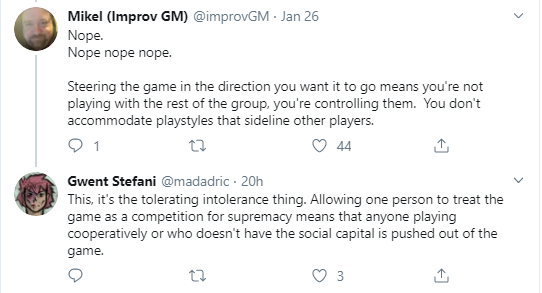 Mikel (Improv GM) @improvGM · Jan 26
Nope.
Nope nope nope.
Steering the game in the direction you want it to go means you're not
playing with the rest of the group, you're controlling them.  You don't
accommodate playstyles that sideline other players.
1 44
Gwent Stefani @madadric · 20h
This, it's the tolerating intolerance thing. Allowing one person to treat the
game as a competition for supremacy means that anyone playing
cooperatively or who doesn't have the social capital is pushed out of the
game.
3